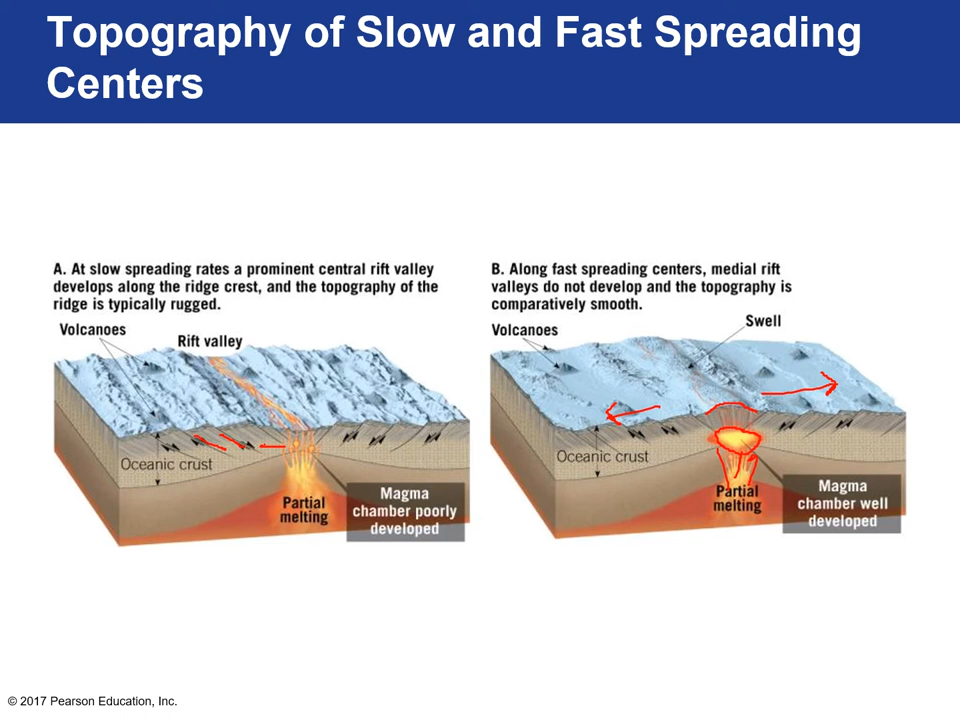 Topography of Slow and Fast Spreading
Centers
A. At slow spreading rates a prominent central rift valley
develops along the ridge crest, and the topography of the
ridge is typically rugged.
Volcanoes
Rift valley
Oceanic crust
Partial
melting
Magma
chamber poorly
developed
B. Along fast spreading centers, medial rift
valleys do not develop and the topography is
comparatively smooth.
Volcanoes
Swell
Oceanic crust
Partial
melting
Magma
chamber well
developed
© 2017 Pearson Education, Inc.